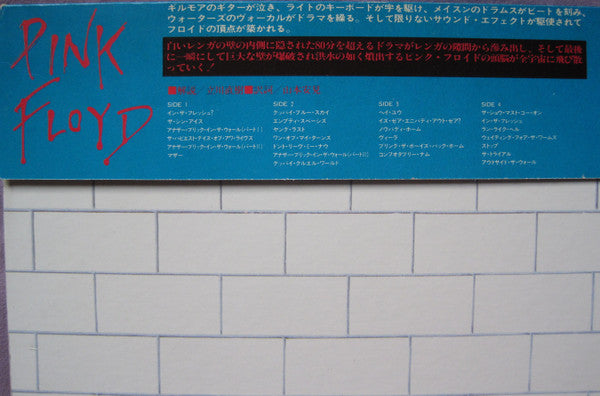 PINK
FLOYD
ギルモアのギターが泣き、ライトのキーボードが宇を駆け、メイスンのドラムスがビートを刻み、
ウォーターズのヴォーカルがドラマを綴る。そして限りないサウンド・エフェクトが駆使されて
フロイドの頂点が築かれる。
白いレンガの壁の内側に隠された80分を超えるドラマがレンガの隙間から滲み出し、そして最後
に一瞬にして巨大な壁が爆破され洪水の如く噴出するピンク・フロイドの頭脳が全宇宙に飛び散
っていく!
■解説/立川直樹■訳詞/山本安見
SIDE 1
イン・ザ・フレッシュ?
ザ・シン・アイス
アナザー・ブリック・イン・ザ・ウォール(パートI)
ザ・ハピエスト・デイズ・オブ・アワ・ライヴス
アナザー・ブリック・イン・ザ・ウォール(パートII)
マザー
SIDE 2
グッバイ・ブルー・スカイ
エンプティ・スペーシズ
ヤング・ラスト
ワン・オブ・マイ・ターンズ
ドント・リーヴ・ミー・ナウ
アナザー・ブリック・イン・ザ・ウォール(パートIII)
グッバイ・クルエル・ワールド
SIDE 3
ヘイ・ユウ
イズ・ゼア・エニバディ・アウト・ゼア?
ノウバディ・ホーム
ヴィーラ
ブリング・ザ・ボーイズ・バック・ホーム
コンフォタブリー・ナム
SIDE 4
ザ・ショウ・マスト・ゴー・オン
イン・ザ・フレッシュ
ラン・ライク・ヘル
ウェイティング・フォア・ザ・ワームズ
ストップ
ザ・トライアル
アウトサイド・ザ・ウォール